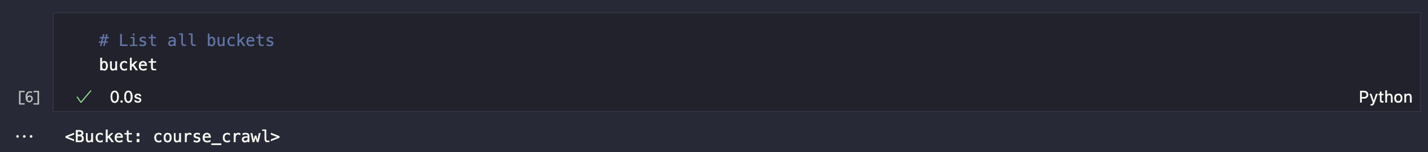 # List all buckets
bucket
[6]
0.0s
Python
... <Bucket: course_crawl>